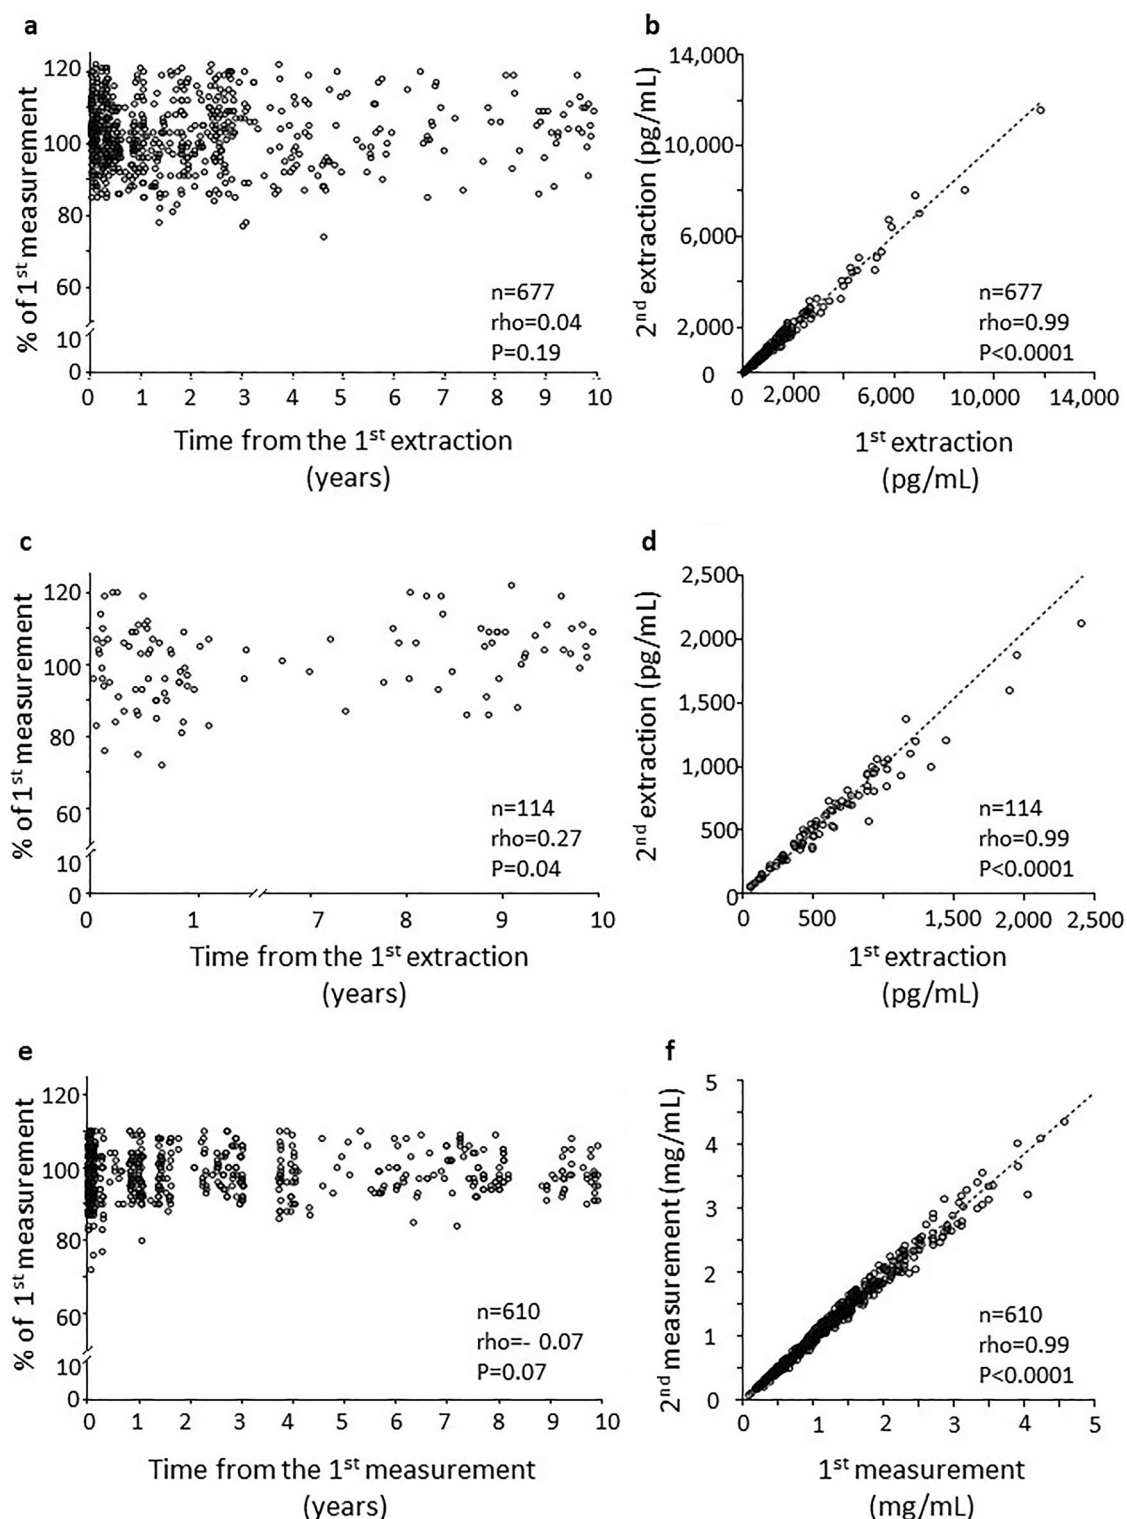 a
% of 1st measurement
120
100
80
60
10
0
n=677
rho=0.04
P=0.19
0 1 2 3 4 5 6 7 8 9 10
Time from the 1st extraction
(years)
b
2nd extraction (pg/mL)
14,000
10,000
6,000
2,000
0
n=677
rho=0.99
P<0.0001
0 2,000 6,000 10,000 14,000
1st extraction
(pg/mL)
c
% of 1st measurement
120
100
80
60
10
0
n=114
rho=0.27
P=0.04
0 1 7 8 9 10
Time from the 1st extraction
(years)
d
2nd extraction (pg/mL)
2,500
2,000
1,500
1,000
500
0
n=114
rho=0.99
P<0.0001
0 500 1,500 2,000 2,500
1st extraction
(pg/mL)
e
% of 1st measurement
120
100
80
60
10
0
n=610
rho=- 0.07
P=0.07
0 1 2 3 4 5 6 7 8 9 10
Time from the 1st measurement
(years)
f
2nd measurement (mg/mL)
5
4
3
2
1
0
n=610
rho=0.99
P<0.0001
0 1 2 3 4 5
1st measurement
(mg/mL)